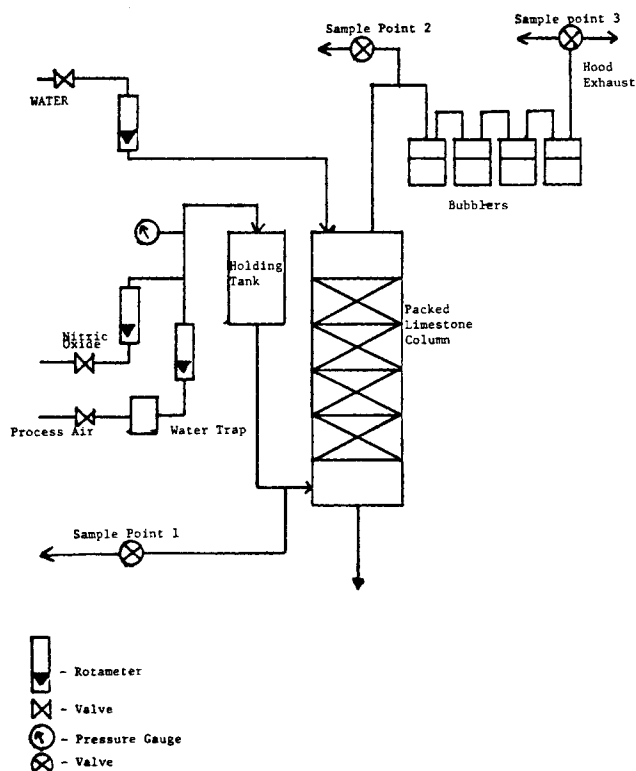 Sample Point 2
Sample point 3
Hood
Exhaust
WATER
Bubblers
Holding
Tank
Packed
Limestone
Column
Nitric
Oxide
Process Air
Water Trap
Sample Point 1
- Rotameter
- Valve
- Pressure Gauge
- Valve